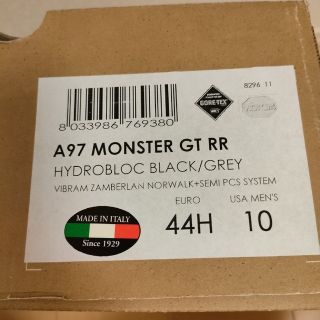 8296 11
GORE-TEX
8 033986 769380
A97 MONSTER GT RR
HYDROBLOC BLACK/GREY
VIBRAM ZAMBERLAN NORWALK+SEMI PCS SYSTEM
MADE IN ITALY
Since 1929
EURO
44H
USA MEN'S
10